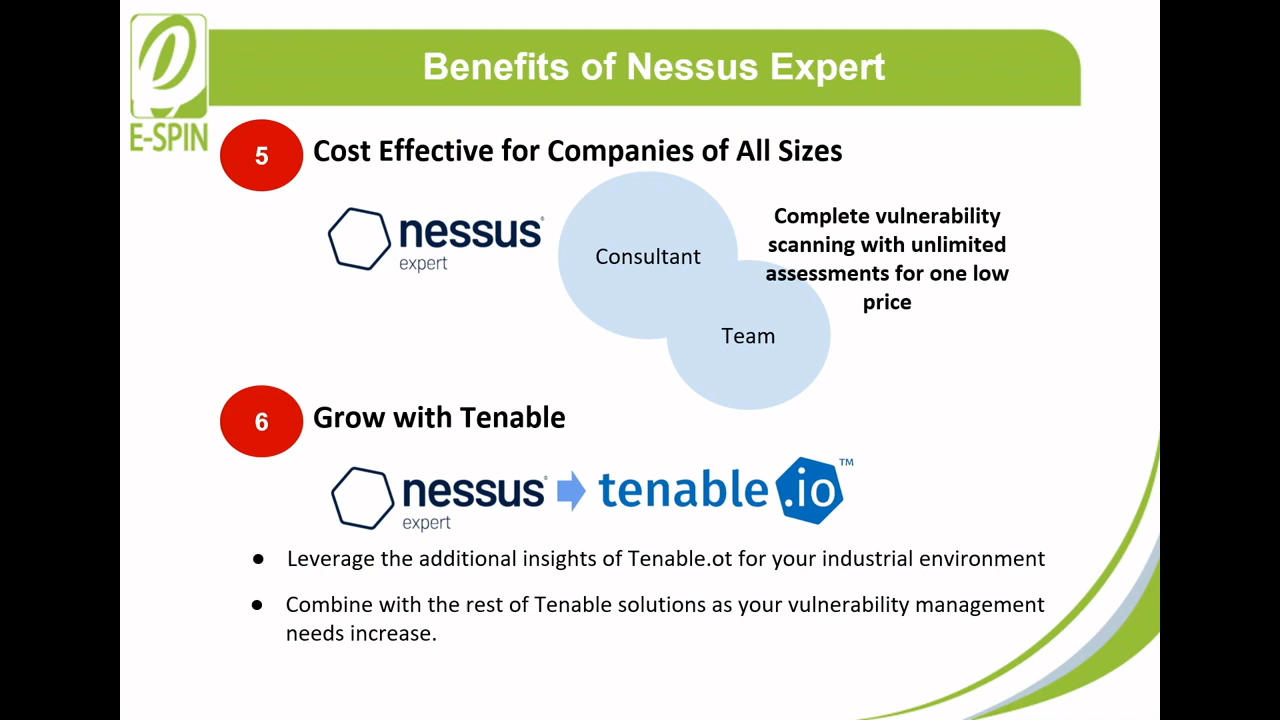 Benefits of Nessus Expert
E-SPIN
5
Cost Effective for Companies of All Sizes
nessus®
expert
Consultant
Team
Complete vulnerability
scanning with unlimited
assessments for one low
price
6
Grow with Tenable
nessus®
expert
tenable.io™
● Leverage the additional insights of Tenable.ot for your industrial environment
● Combine with the rest of Tenable solutions as your vulnerability management
needs increase.